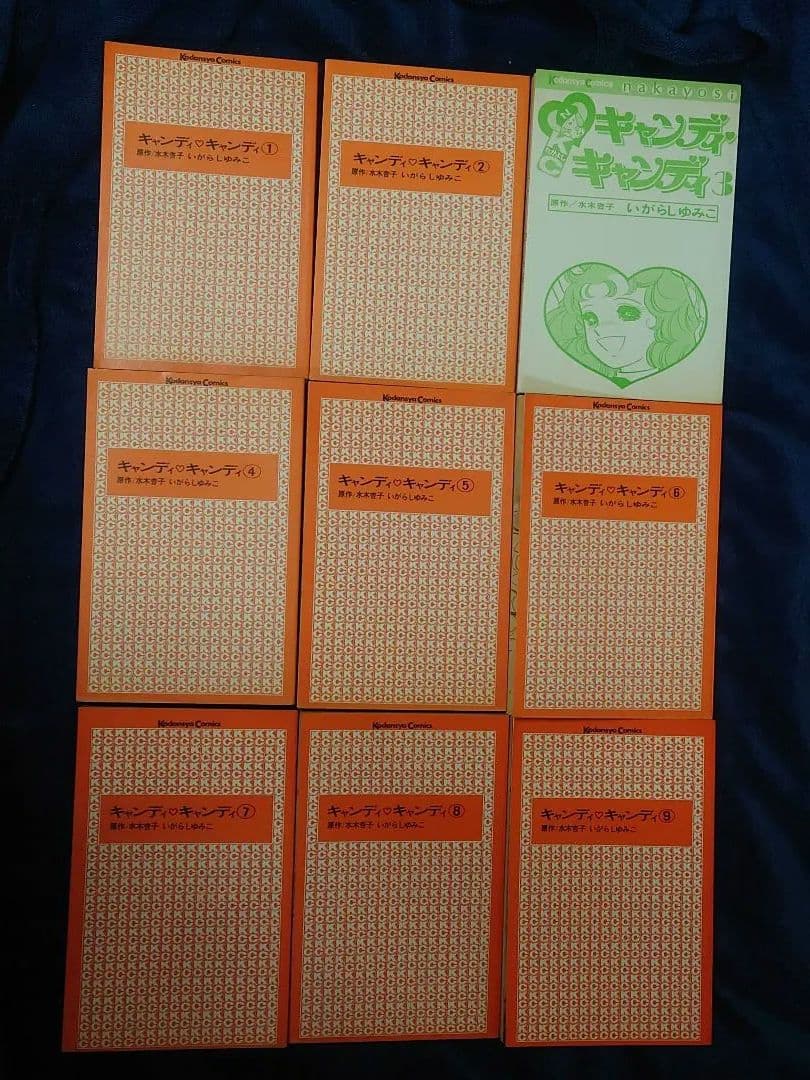 Kodansya Comics
キャンディ♡キャンディ①
原作/水木杏子 いがらしゆみこ
Kodansya Comics
キャンディ♡キャンディ②
原作/水木杏子 いがらしゆみこ
Kodansya Comics nakayosi
キャンディ・
キャンディ3
原作/水木杏子 いがらしゆみこ
Kodansya Comics
キャンディ♡キャンディ④
原作/水木杏子 いがらしゆみこ
Kodansya Comics
キャンディ♡キャンディ⑤
原作/水木杏子 いがらしゆみこ
Kodansya Comics
キャンディ♡キャンディ⑥
原作/水木杏子 いがらしゆみこ
Kodansya Comics
キャンディ♡キャンディ⑦
原作/水木杏子 いがらしゆみこ
Kodansya Comics
キャンディ♡キャンディ⑧
原作/水木杏子 いがらしゆみこ
Kodansya Comics
キャンディ♡キャンディ⑨
原作/水木杏子 いがらしゆみこ